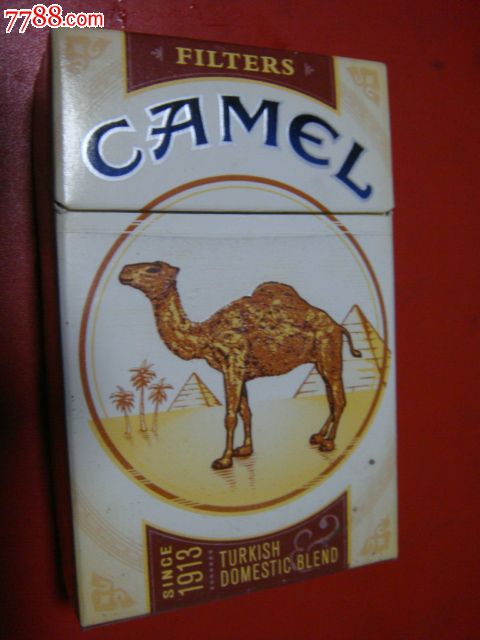 7788.com
FILTERS
CAMEL
SINCE
1913
TURKISH &
DOMESTIC BLEND